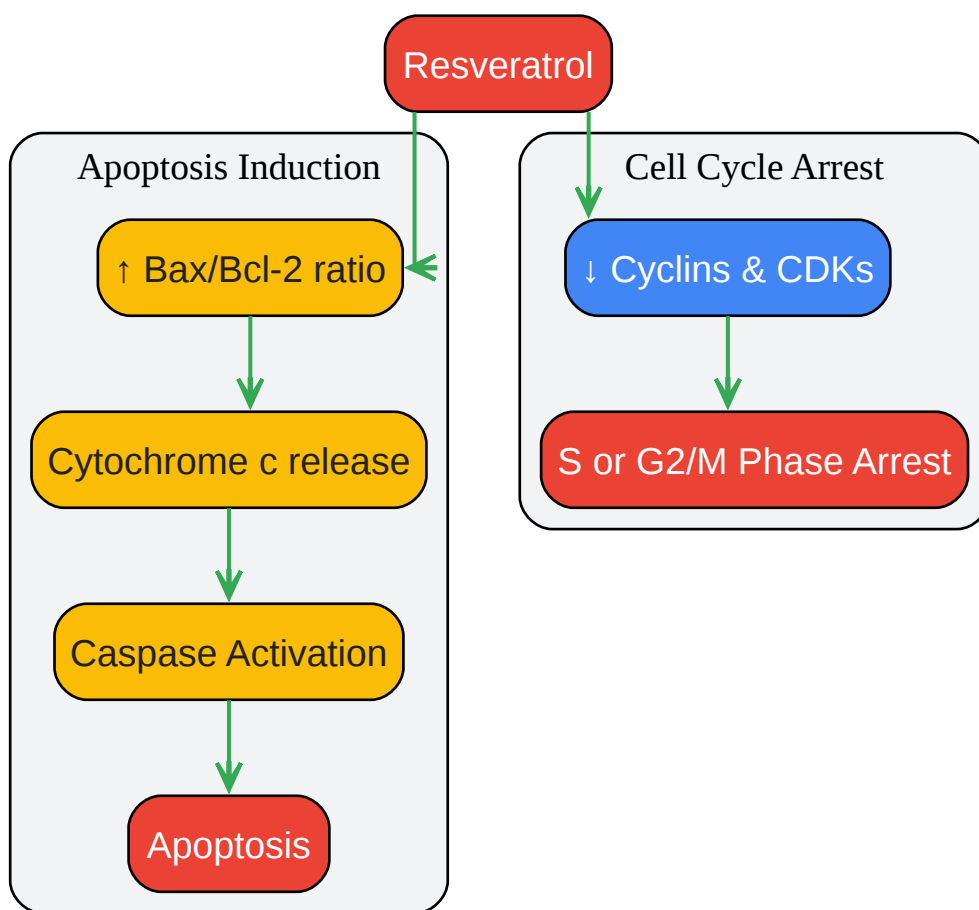 Resveratrol
Apoptosis Induction
↑ Bax/Bcl-2 ratio
Cytochrome c release
Caspase Activation
Apoptosis
Cell Cycle Arrest
↓ Cyclins & CDKs
S or G2/M Phase Arrest